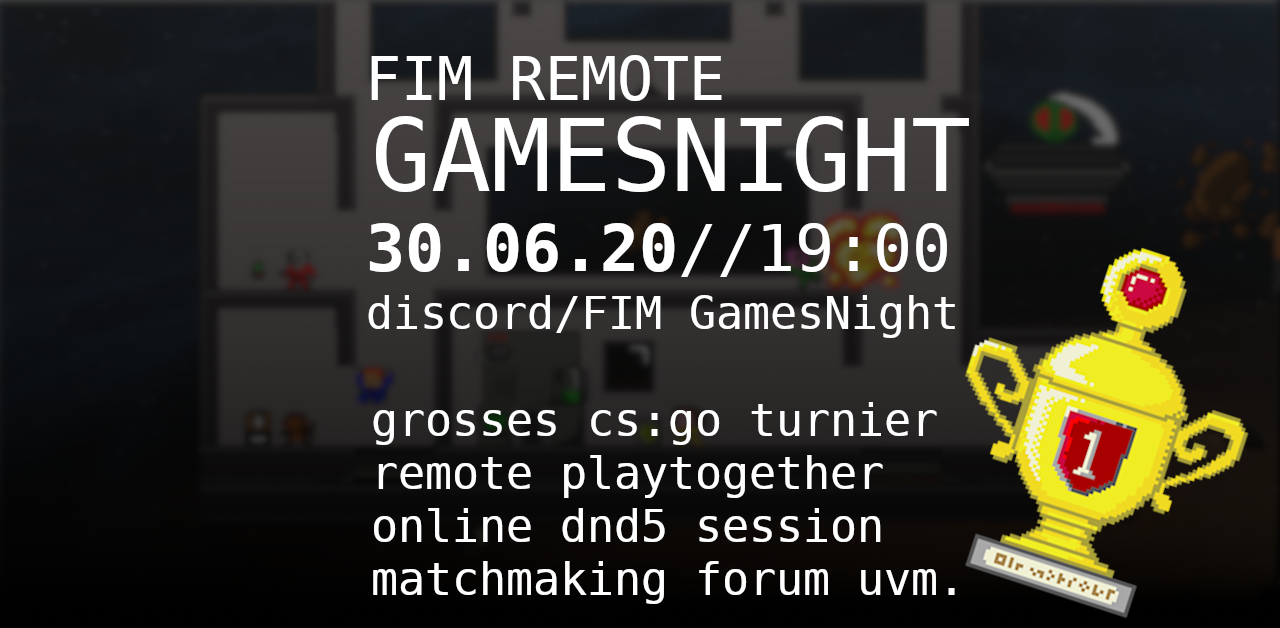 FIM REMOTE
GAMESNIGHT
30.06.20//19:00
discord/FIM GamesNight
grosses cs:go turnier
remote playtogether
online dnd5 session
matchmaking forum uvm.
1